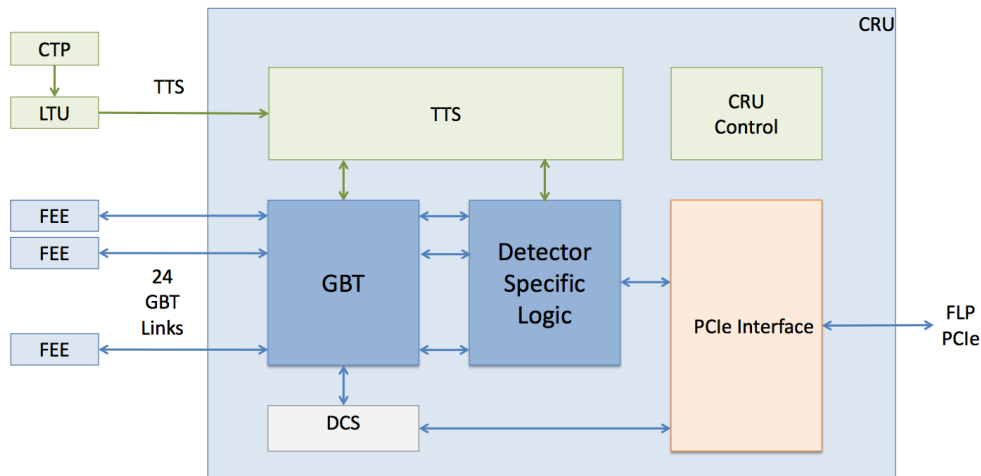 CRU
CTP
TTS
LTU
TTS
CRU
Control
FEE
FEE
24
GBT
Links
FEE
GBT
Detector
Specific
Logic
PCIe Interface
FLP
PCIe
DCS